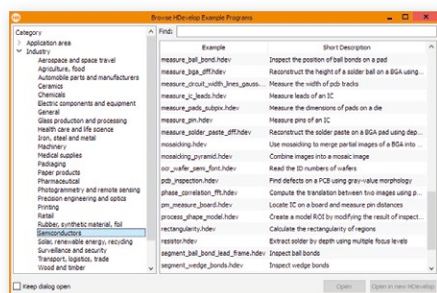 Browse HDevelop Example Programs
Category
Find:
Application area
Industry
Aerospace and space travel
Agriculture, food
Automobile parts and manufacturers
Ceramics
Chemicals
Electric components and equipment
General
Glass production and processing
Health care and life science
Iron, steel and metal
Machinery
Medical supplies
Packaging
Paper products
Pharmaceutical
Photogrammetry and remote sensing
Precision engineering and optics
Printing
Retail
Rubber, synthetic material, foil
Semiconductors
Solar, renewable energy, recycling
Surveillance and security
Transport, logistics, trade
Wood and timber
Example Short Description
measure_ball_bond.hdev Inspect the position of ball bonds on a pad
measure_bga_dff.hdev Reconstruct the height of a solder ball on a BGA using...
measure_circuit_width_lines_gauss... Measure the width of pcb tracks
measure_ic_leads.hdev Measure leads of an IC
measure_pads_subpix.hdev Measure the dimensions of pads on a die
measure_pin.hdev Measure pins of an IC
measure_solder_paste_dff.hdev Reconstruct the solder paste on a BGA pad using dep...
mosaicking.hdev Use mosaicking to merge partial images of a BGA into ...
mosaicking_pyramid.hdev Combine images into a mosaic image
ocr_wafer_semi_font.hdev Read the ID numbers of wafers
pcb_inspection.hdev Find defects on a PCB using gray-value morphology
phase_correlation_fft.hdev Compute the translation between two images using p...
pm_measure_board.hdev Locate IC on a board and measure pin distances
process_shape_model.hdev Create a model ROI by modifying the result of inspect...
rectangularity.hdev Calculate the rectangularity of regions
resistor.hdev Extract solder by depth using multiple focus levels
segment_ball_bond_lead_frame.hdev Inspect ball bonds
segment_wedge_bonds.hdev Inspect wedge bonds
Keep dialog open
Open
Open in new HDevelop